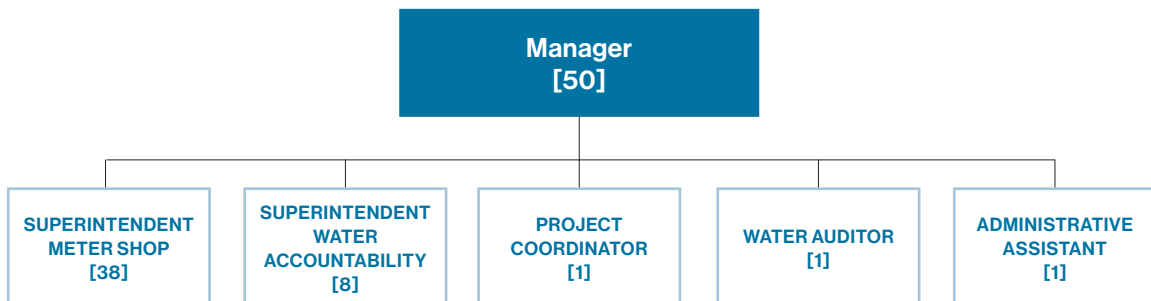 Manager
[50]
SUPERINTENDENT
METER SHOP
[38]
SUPERINTENDENT
WATER
ACCOUNTABILITY
[8]
PROJECT
COORDINATOR
[1]
WATER AUDITOR
[1]
ADMINISTRATIVE
ASSISTANT
[1]